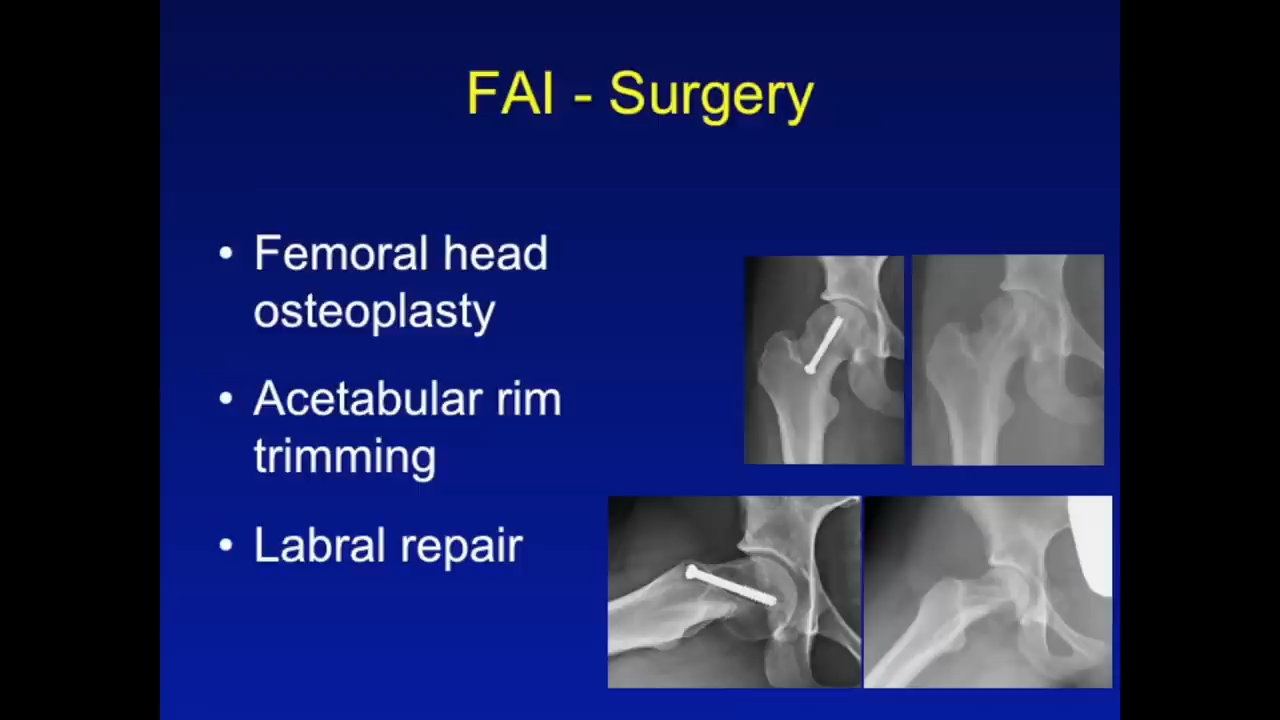 FAI - Surgery
• Femoral head
osteoplasty
• Acetabular rim
trimming
• Labral repair